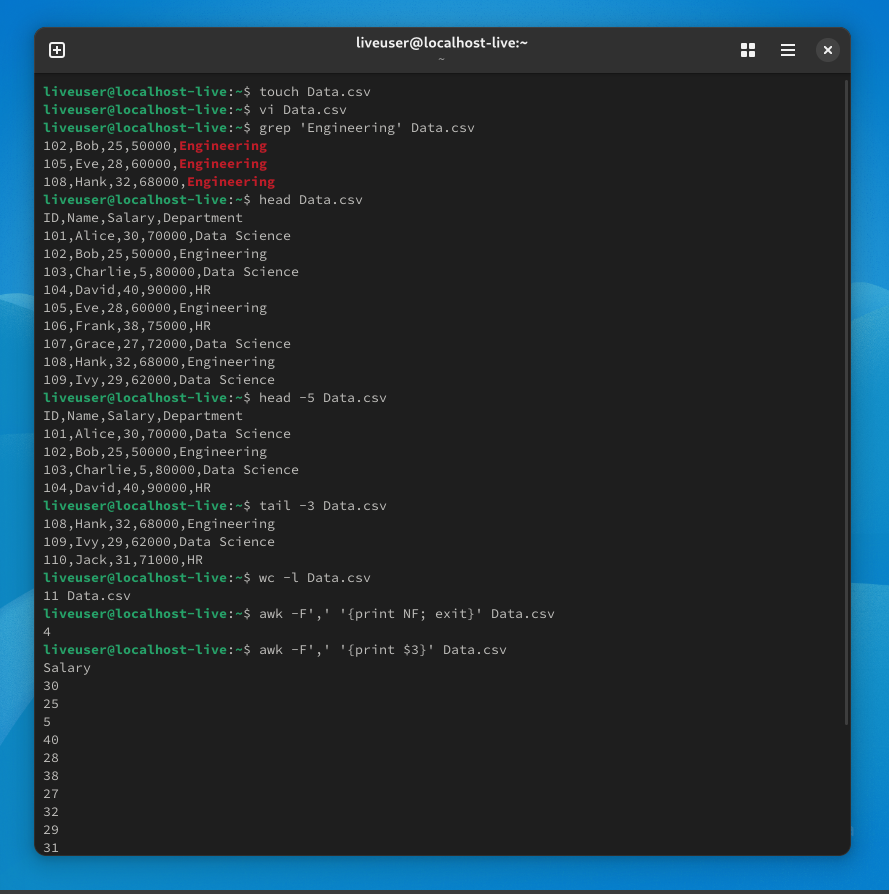 liveuser@localhost-live:~
~
liveuser@localhost-live:~$ touch Data.csv
liveuser@localhost-live:~$ vi Data.csv
liveuser@localhost-live:~$ grep 'Engineering' Data.csv
102,Bob,25,50000,Engineering
105,Eve,28,60000,Engineering
108,Hank,32,68000,Engineering
liveuser@localhost-live:~$ head Data.csv
ID,Name,Salary,Department
101,Alice,30,70000,Data Science
102,Bob,25,50000,Engineering
103,Charlie,5,80000,Data Science
104,David,40,90000,HR
105,Eve,28,60000,Engineering
106,Frank,38,75000,HR
107,Grace,27,72000,Data Science
108,Hank,32,68000,Engineering
109,Ivy,29,62000,Data Science
liveuser@localhost-live:~$ head -5 Data.csv
ID,Name,Salary,Department
101,Alice,30,70000,Data Science
102,Bob,25,50000,Engineering
103,Charlie,5,80000,Data Science
104,David,40,90000,HR
liveuser@localhost-live:~$ tail -3 Data.csv
108,Hank,32,68000,Engineering
109,Ivy,29,62000,Data Science
110,Jack,31,71000,HR
liveuser@localhost-live:~$ wc -l Data.csv
11 Data.csv
liveuser@localhost-live:~$ awk -F',' '{print NF; exit}' Data.csv
4
liveuser@localhost-live:~$ awk -F',' '{print $3}' Data.csv
Salary
30
25
5
40
28
38
27
32
29
31